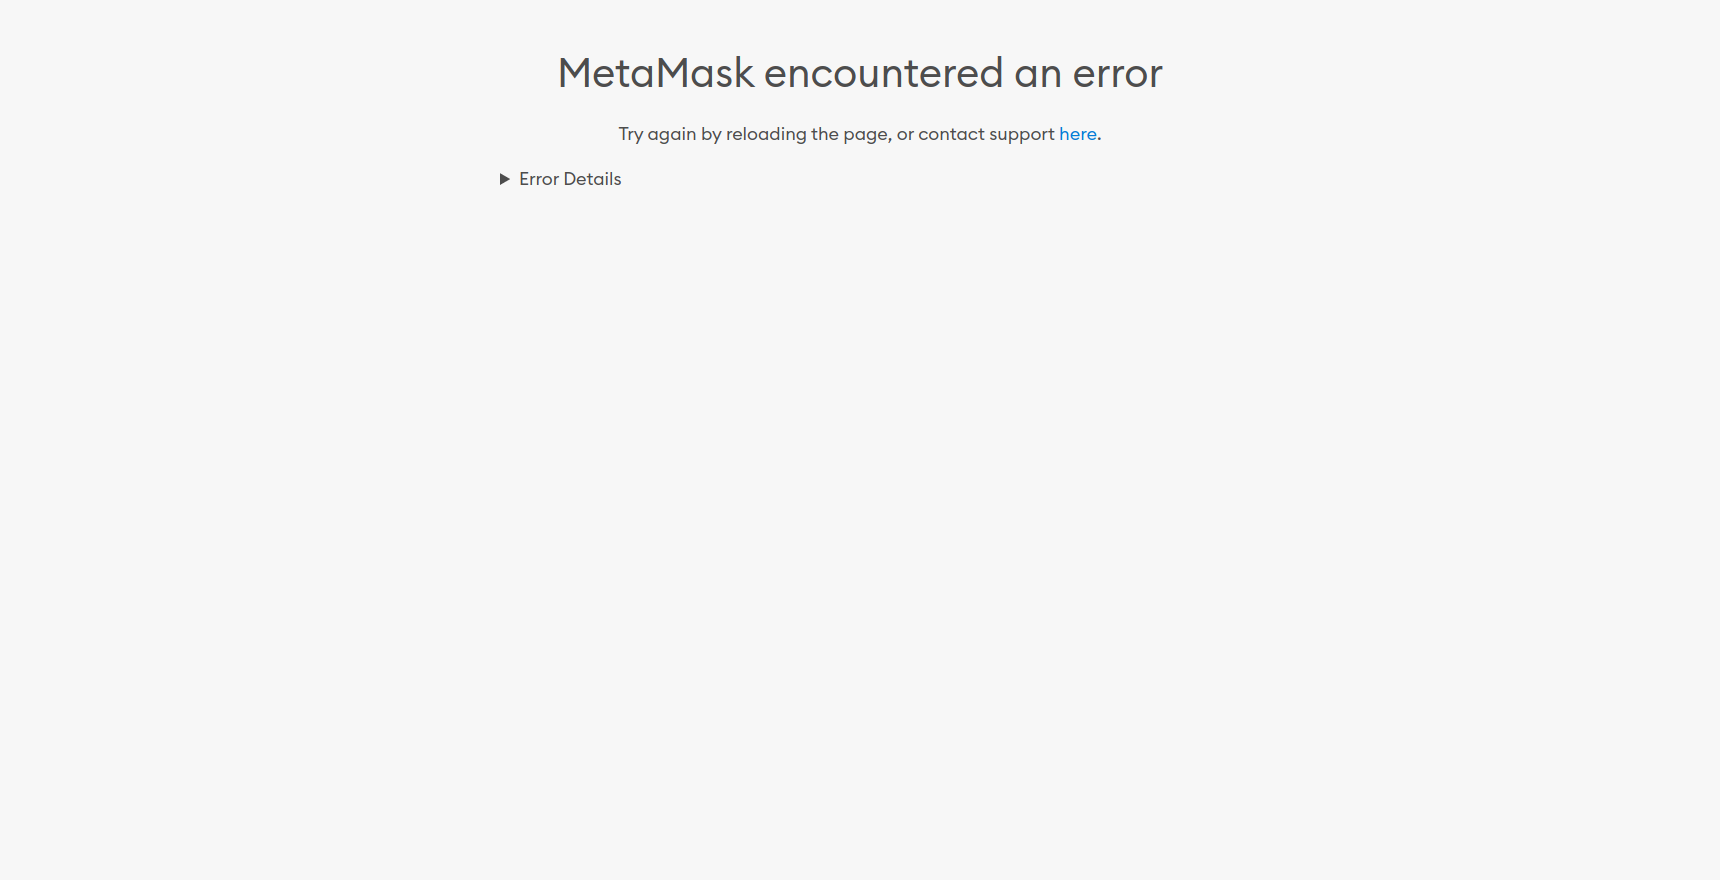 MetaMask encountered an error
Try again by reloading the page, or contact support here.
Error Details